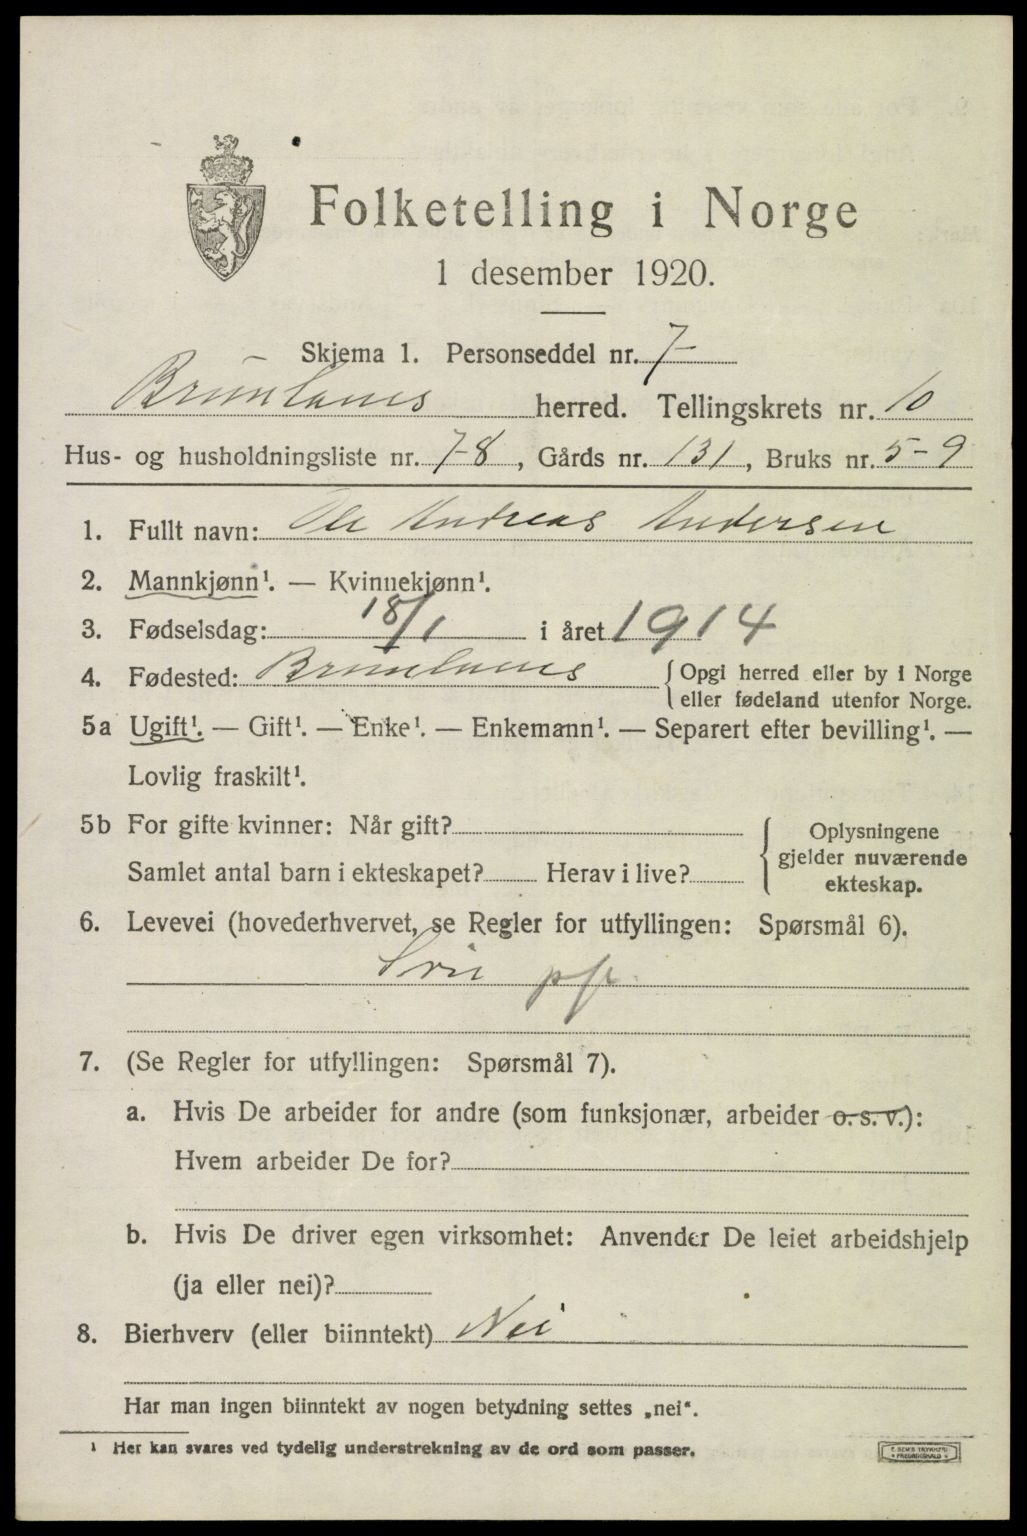 Folketelling i Norge
1 desember 1920.
Skjema 1. Personseddel nr. 7
Brunlanes herred. Tellingskrets nr. 10
Hus- og husholdningsliste nr. 78, Gårds nr. 131, Bruks nr. 5-9
1. Fullt navn: Ole Andreas Andersen
2. Mannkjønn¹. — Kvinnekjønn¹.
3. Fødselsdag: 18/1 i året 1914
4. Fødested: Brunlanes {Opgi herred eller by i Norge
eller fødeland utenfor Norge.
5a Ugift¹. — Gift¹. — Enke¹. — Enkemann¹. — Separert efter bevilling¹. —
Lovlig fraskilt¹.
5b For gifte kvinner: Når gift?
Samlet antal barn i ekteskapet? Herav i live?
Oplysningene
gjelder nuværende
ekteskap.
6. Levevei (hovederhvervet, se Regler for utfyllingen: Spørsmål 6).
7. (Se Regler for utfyllingen: Spørsmål 7).
a. Hvis De arbeider for andre (som funksjonær, arbeider o. s. v.):
Hvem arbeider De for?
b. Hvis De driver egen virksomhet: Anvender De leiet arbeidshjelp
(ja eller nei)?
8. Bierhverv (eller biinntekt) Nei
Har man ingen biinntekt av nogen betydning settes „nei“.
¹ Her kan svares ved tydelig understrekning av de ord som passer.